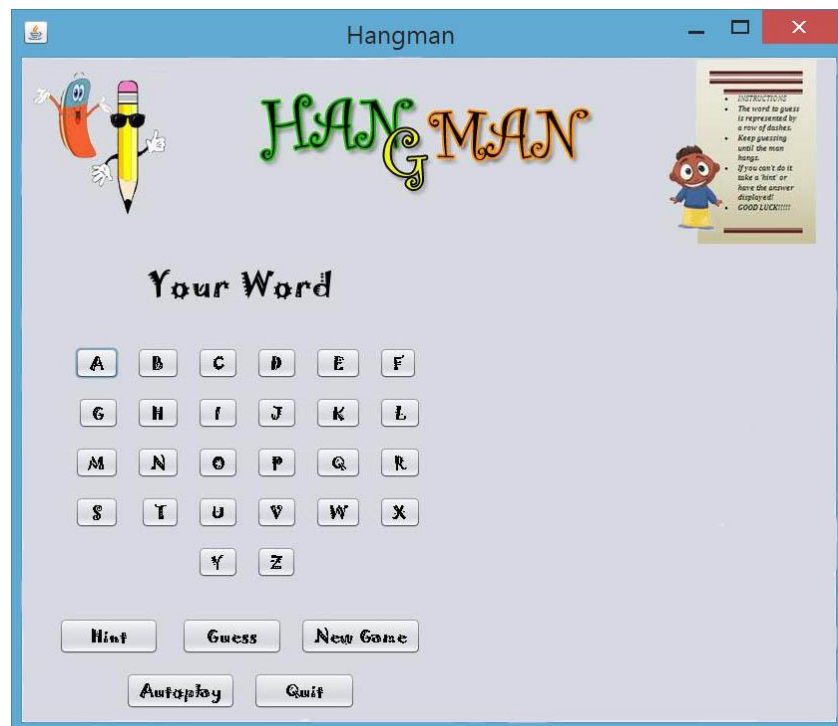 Hangman
HANGMAN
INSTRUCTIONS
The word to guess
is represented by
a row of dashes.
Keep guessing
until the man
hangs.
If you can't do it
take a 'hint' or
have the answer
displayed!
GOOD LUCK!!!!!
Your Word
A B C D E F
G H I J K L
M N O P Q R
S T U V W X
Y Z
Hint Guess New Game
Autoplay Quit